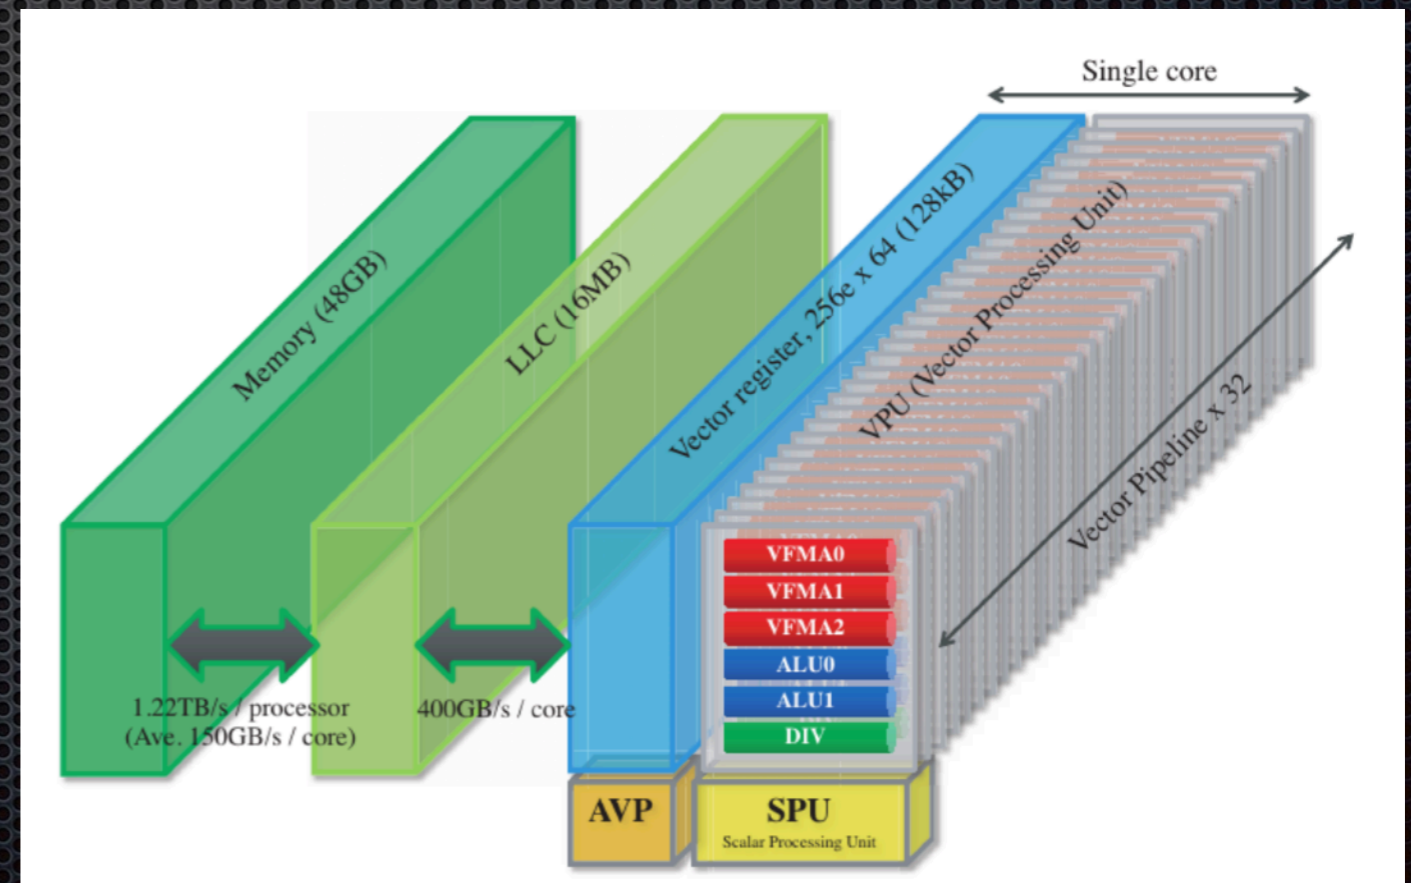 Single core
Memory (48GB)
LLC (16MB)
Vector register, 256e x 64 (128kB)
VPU (Vector Processing Unit)
Vector Pipeline x 32
VFMA0
VFMA1
VFMA2
ALU0
ALU1
DIV
1.22TB/s / processor
(Ave. 150GB/s / core)
400GB/s / core
AVP
SPU
Scalar Processing Unit